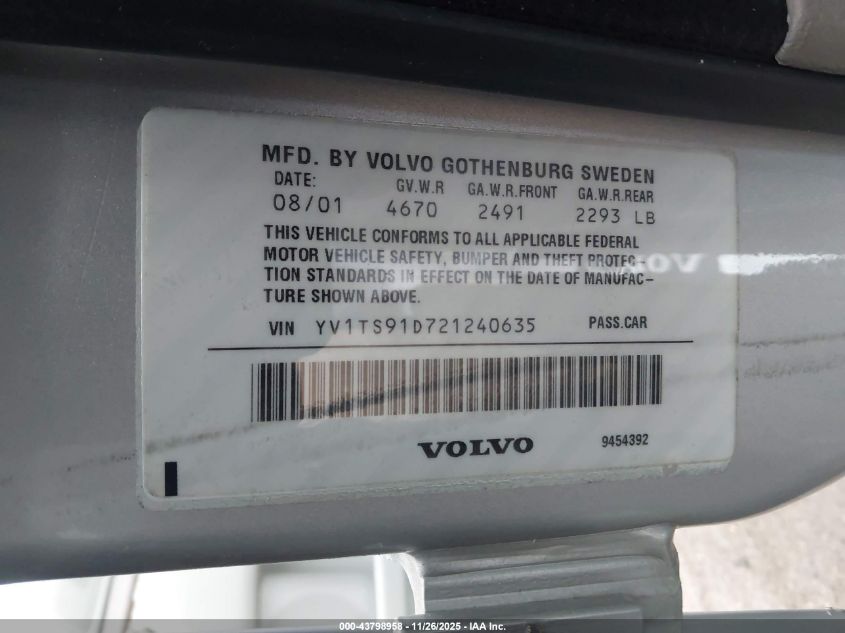 MFD. BY VOLVO GOTHENBURG SWEDEN
DATE: GV.W.R GA.W.R.FRONT GA.W.R.REAR
08/01 4670 2491 2293 LB
THIS VEHICLE CONFORMS TO ALL APPLICABLE FEDERAL
MOTOR VEHICLE SAFETY, BUMPER AND THEFT PROTEC-
TION STANDARDS IN EFFECT ON THE DATE OF MANUFAC-
TURE SHOWN ABOVE.
VIN YV1TS91D721240635 PASS.CAR
VOLVO 9454392
000-43798958 - 11/26/2025 - IAA Inc.